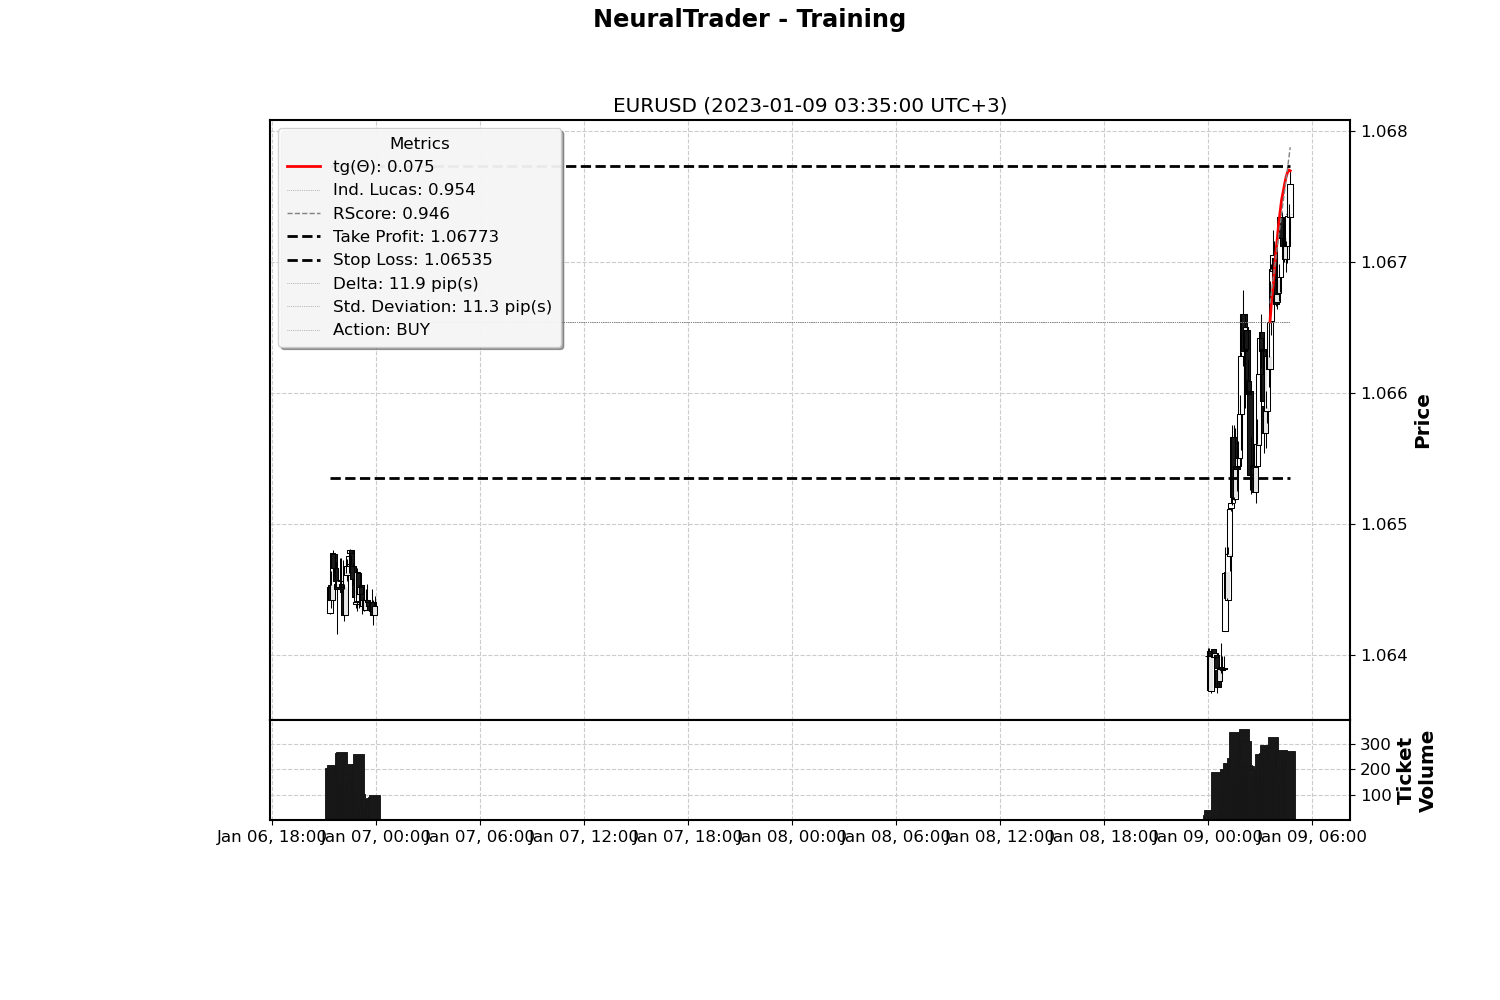 NeuralTrader - Training
EURUSD (2023-01-09 03:35:00 UTC+3)
Metrics
tg(Θ): 0.075
Ind. Lucas: 0.954
RScore: 0.946
Take Profit: 1.06773
Stop Loss: 1.06535
Delta: 11.9 pip(s)
Std. Deviation: 11.3 pip(s)
Action: BUY
1.068
1.067
1.066
1.065
1.064
Price
300
200
100
Ticket
Volume
Jan 06, 18:00
Jan 07, 00:00
Jan 07, 06:00
Jan 07, 12:00
Jan 07, 18:00
Jan 08, 00:00
Jan 08, 06:00
Jan 08, 12:00
Jan 08, 18:00
Jan 09, 00:00
Jan 09, 06:00